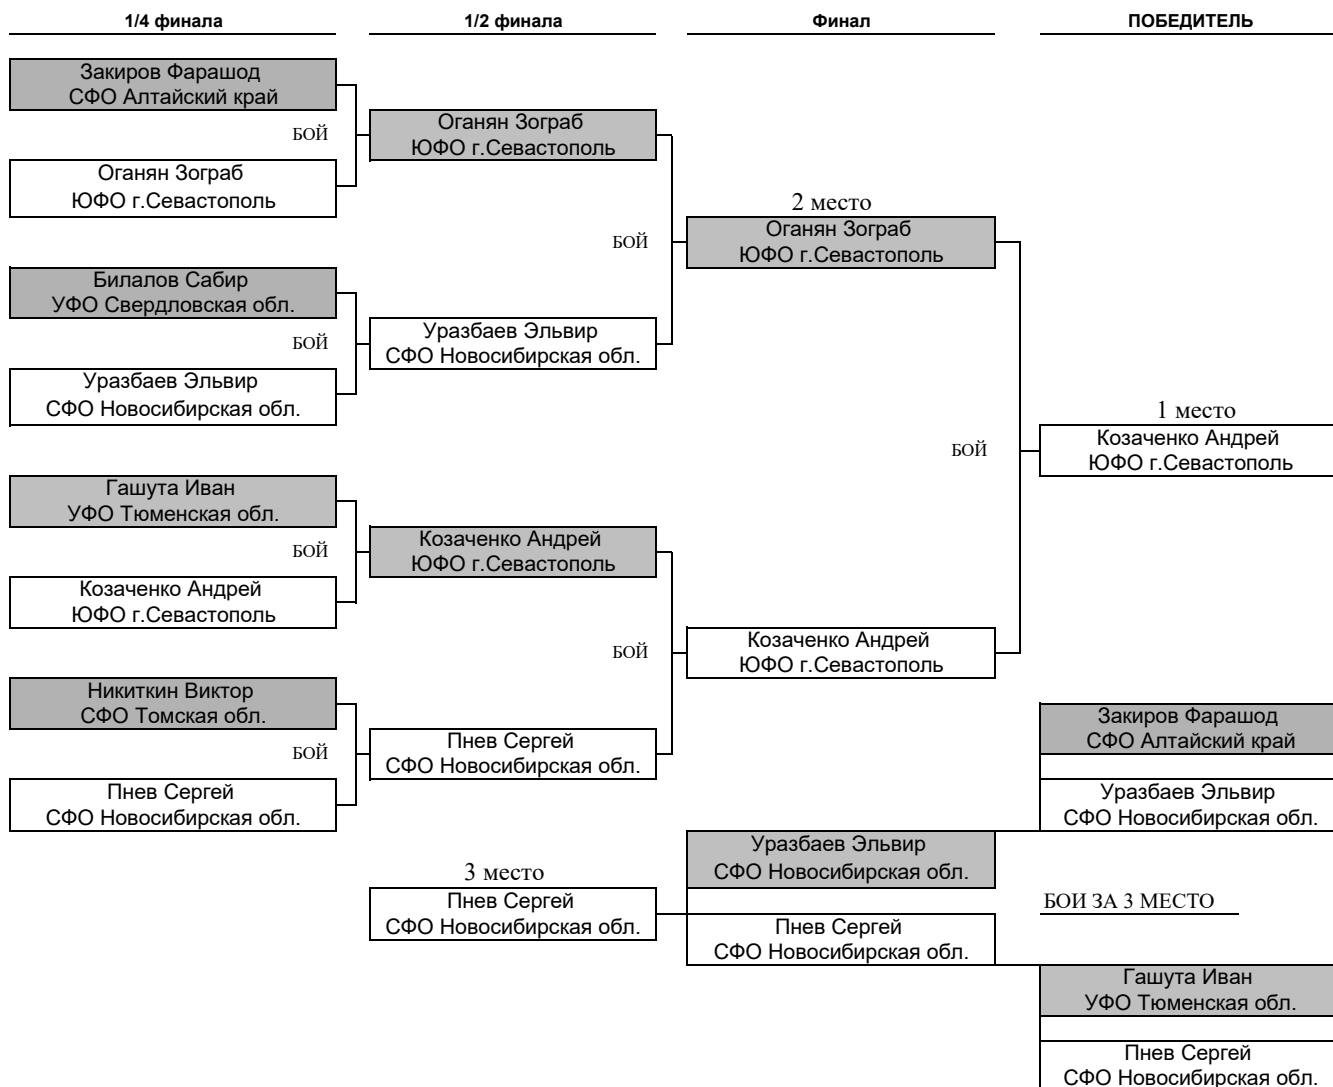 1/4 финала
1/2 финала
Финал
ПОБЕДИТЕЛЬ
Закиров Фарашод
СФО Алтайский край
БОЙ
Оганян Зограб
ЮФО г.Севастополь
Оганян Зограб
ЮФО г.Севастополь
2 место
БОЙ
Оганян Зограб
ЮФО г.Севастополь
Билалов Сабир
УФО Свердловская обл.
БОЙ
Уразбаев Эльвир
СФО Новосибирская обл.
Уразбаев Эльвир
СФО Новосибирская обл.
1 место
БОЙ
Козаченко Андрей
ЮФО г.Севастополь
Гашута Иван
УФО Тюменская обл.
БОЙ
Козаченко Андрей
ЮФО г.Севастополь
Козаченко Андрей
ЮФО г.Севастополь
БОЙ
Козаченко Андрей
ЮФО г.Севастополь
Никиткин Виктор
СФО Томская обл.
БОЙ
Пнев Сергей
СФО Новосибирская обл.
Пнев Сергей
СФО Новосибирская обл.
Закиров Фарашод
СФО Алтайский край
Уразбаев Эльвир
СФО Новосибирская обл.
Уразбаев Эльвир
СФО Новосибирская обл.
3 место
Пнев Сергей
СФО Новосибирская обл.
БОИ ЗА 3 МЕСТО
Пнев Сергей
СФО Новосибирская обл.
Гашута Иван
УФО Тюменская обл.
Пнев Сергей
СФО Новосибирская обл.